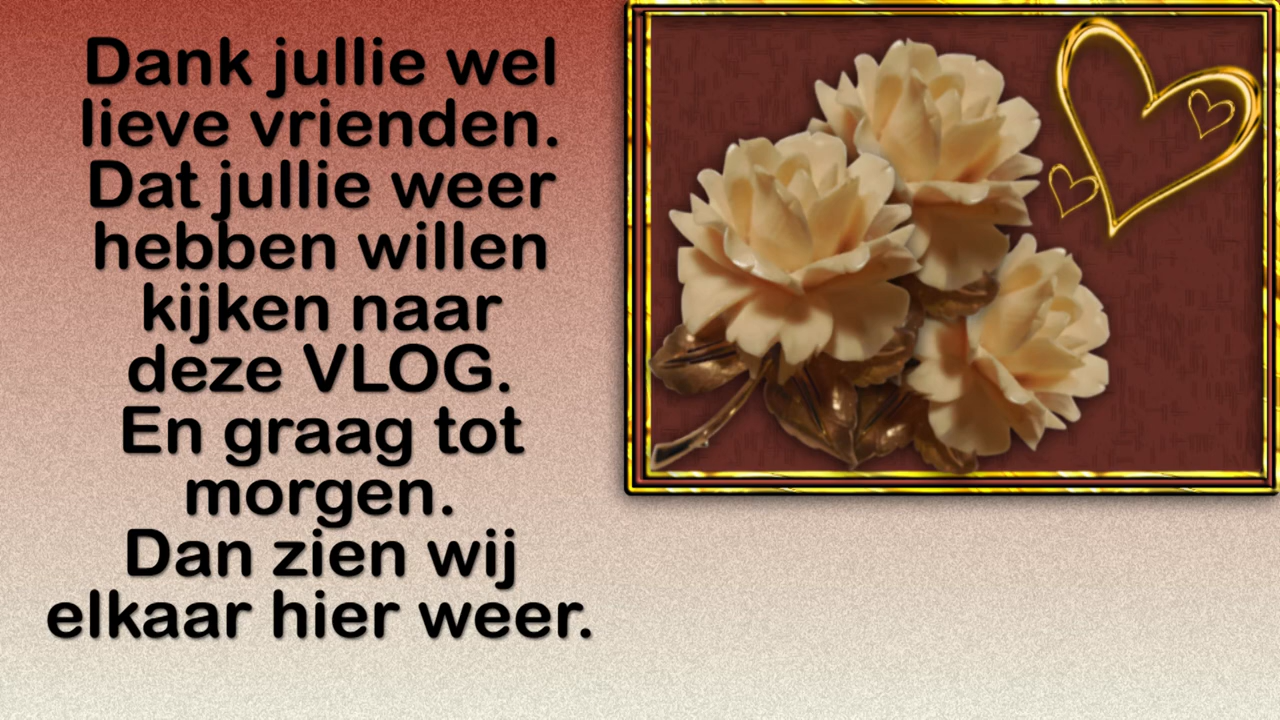 Dank jullie wel
lieve vrienden.
Dat jullie weer
hebben willen
kijken naar
deze VLOG.
En graag tot
morgen.
Dan zien wij
elkaar hier weer.